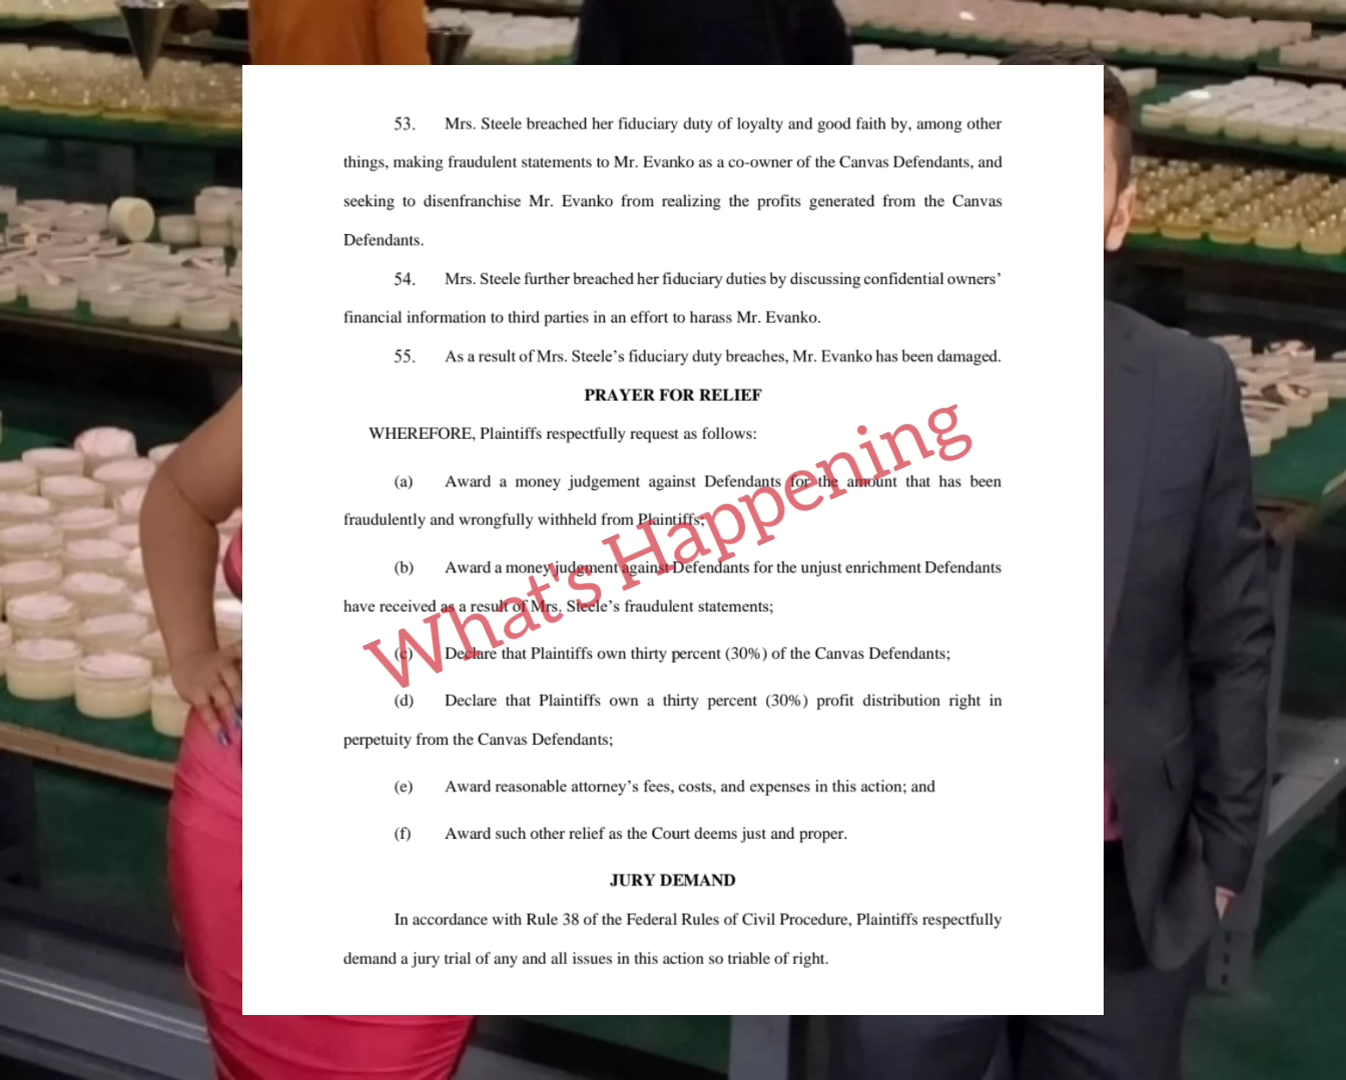 53. Mrs. Steele breached her fiduciary duty of loyalty and good faith by, among other
things, making fraudulent statements to Mr. Evanko as a co-owner of the Canvas Defendants, and
seeking to disenfranchise Mr. Evanko from realizing the profits generated from the Canvas
Defendants.
54. Mrs. Steele further breached her fiduciary duties by discussing confidential owners’
financial information to third parties in an effort to harass Mr. Evanko.
55. As a result of Mrs. Steele’s fiduciary duty breaches, Mr. Evanko has been damaged.
PRAYER FOR RELIEF
WHEREFORE, Plaintiffs respectfully request as follows:
(a) Award a money judgement against Defendants for the amount that has been
fraudulently and wrongfully withheld from Plaintiffs;
(b) Award a money judgment against Defendants for the unjust enrichment Defendants
have received as a result of Mrs. Steele’s fraudulent statements;
(c) Declare that Plaintiffs own thirty percent (30%) of the Canvas Defendants;
(d) Declare that Plaintiffs own a thirty percent (30%) profit distribution right in
perpetuity from the Canvas Defendants;
(e) Award reasonable attorney’s fees, costs, and expenses in this action; and
(f) Award such other relief as the Court deems just and proper.
JURY DEMAND
In accordance with Rule 38 of the Federal Rules of Civil Procedure, Plaintiffs respectfully
demand a jury trial of any and all issues in this action so triable of right.
What's Happening